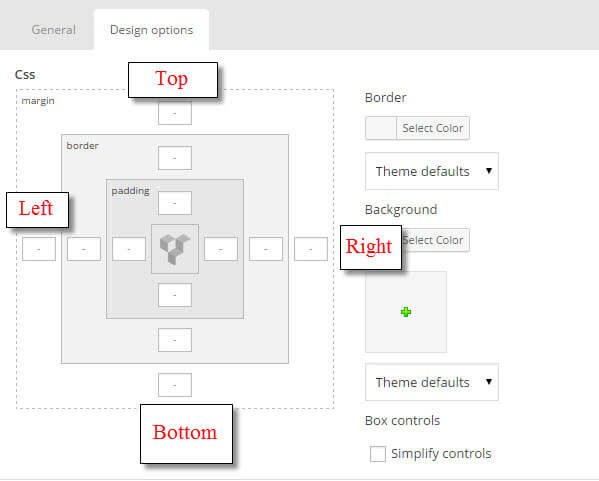 General
Design options
Css
Top
margin
-
border
-
padding
-
Left
- - - - - -
-
-
-
Bottom
Border
Select Color
Theme defaults
Background
Right
Select Color
Theme defaults
Box controls
Simplify controls